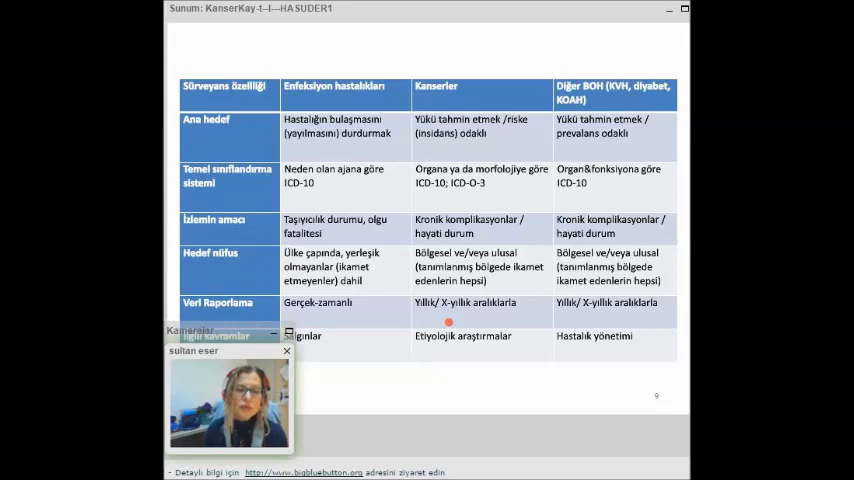 Sunum: KanserKay-t--I---HASUDER1
Sürveyans özelliği
Enfeksiyon hastalıkları
Kanserler
Diğer BOH (KVH, diyabet,
KOAH)
Ana hedef
Hastalığın bulaşmasını
(yayılmasını) durdurmak
Yükü tahmin etmek /riske
(insidans) odaklı
Yükü tahmin etmek /
prevalans odaklı
Temel sınıflandırma
sistemi
Neden olan ajana göre
ICD-10
Organa ya da morfolojiye göre
ICD-10; ICD-O-3
Organ&fonksiyona göre
ICD-10
İzlemin amacı
Taşıyıcılık durumu, olgu
fatalitesi
Kronik komplikasyonlar /
hayati durum
Kronik komplikasyonlar /
hayati durum
Hedef nüfus
Ülke çapında, yerleşik
olmayanlar (ikamet
etmeyenler) dahil
Bölgesel ve/veya ulusal
(tanımlanmış bölgede ikamet
edenlerin hepsi)
Bölgesel ve/veya ulusal
(tanımlanmış bölgede
ikamet edenlerin hepsi)
Veri Raporlama
Gerçek-zamanlı
Yıllık/ X-yıllık aralıklarla
Yıllık/ X-yıllık aralıklarla
İlgili kavramlar
Salgınlar
Etiyolojik araştırmalar
Hastalık yönetimi
Kameralar
sultan eser
9
- Detaylı bilgi için http://www.bigbluebutton.org adresini ziyaret edin